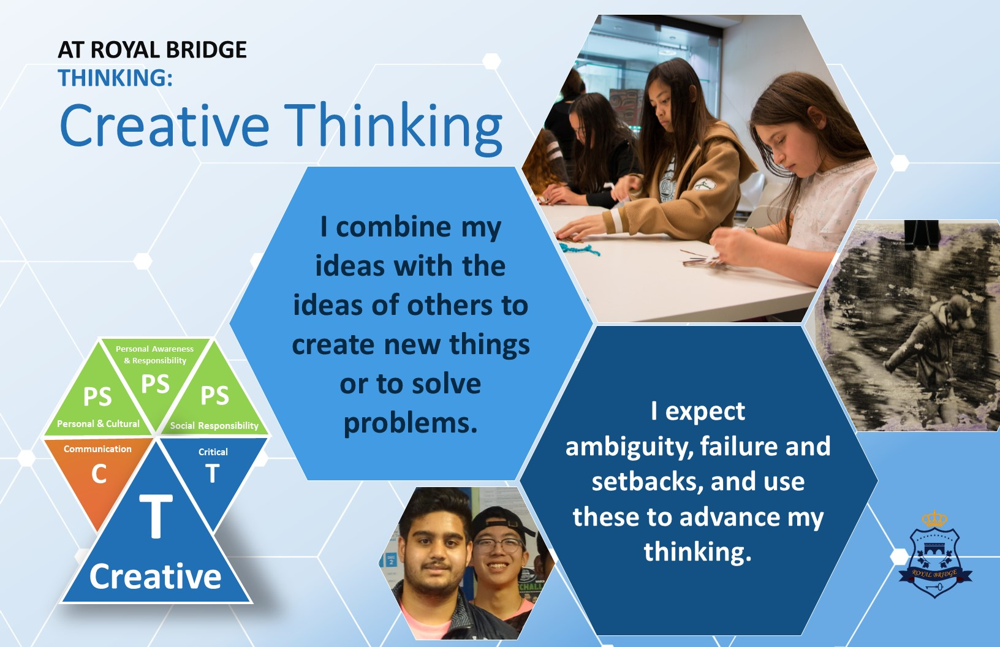 AT ROYAL BRIDGE
THINKING:
Creative Thinking
I combine my
ideas with the
ideas of others to
create new things
or to solve
problems.
I expect
ambiguity, failure and
setbacks, and use
these to advance my
thinking.
Personal Awareness
& Responsibility
PS
PS
Personal & Cultural
PS
Social Responsibility
Communication
C
Critical
T
T
Creative
DEC
2
ROYAL BRIDGE